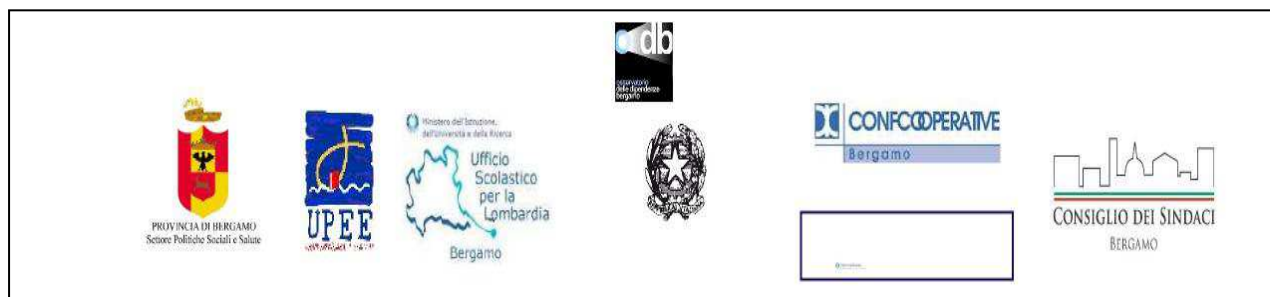 db
osservatorio
delle dipendenze
bergamo
PROVINCIA DI BERGAMO
Settore Politiche Sociali e Salute
UPEE
Ministero dell'Istruzione,
dell'Università e della Ricerca
Ufficio
Scolastico
per la
Lombardia
Bergamo
CONFCOOPERATIVE
Bergamo
CONSIGLIO DEI SINDACI
BERGAMO